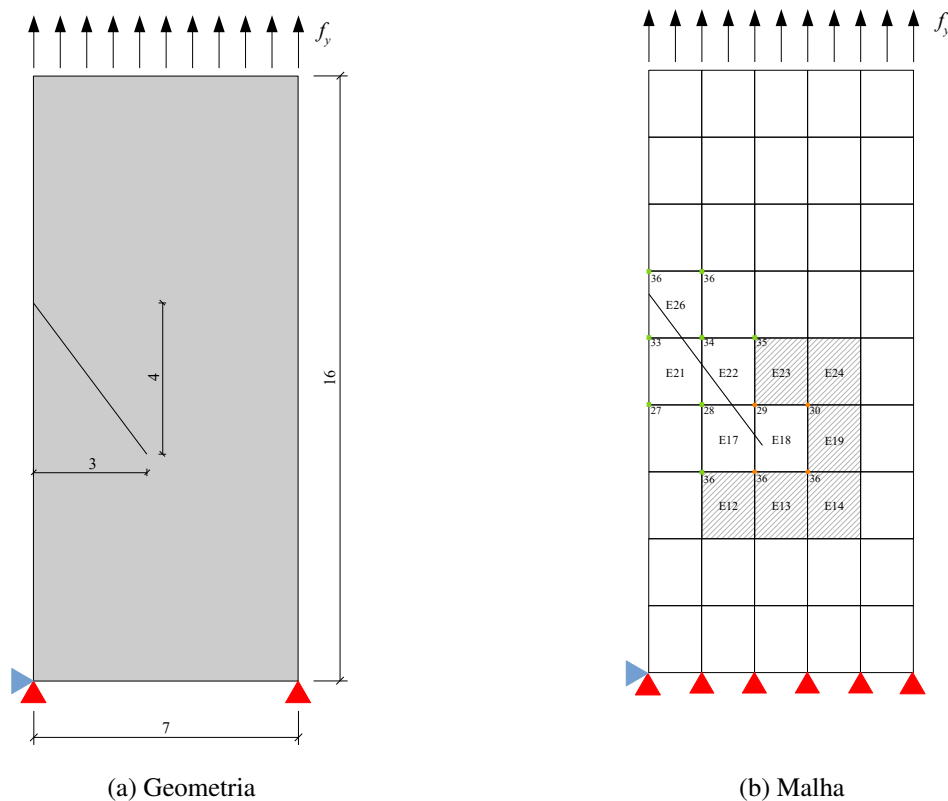 f_y
4
16
3
7
(a) Geometria
f_y
36 36
E26
33 34 35
E21 E22 E23 E24
27 28 29 30
E17 E18 E19
36 36 36
E12 E13 E14
(b) Malha